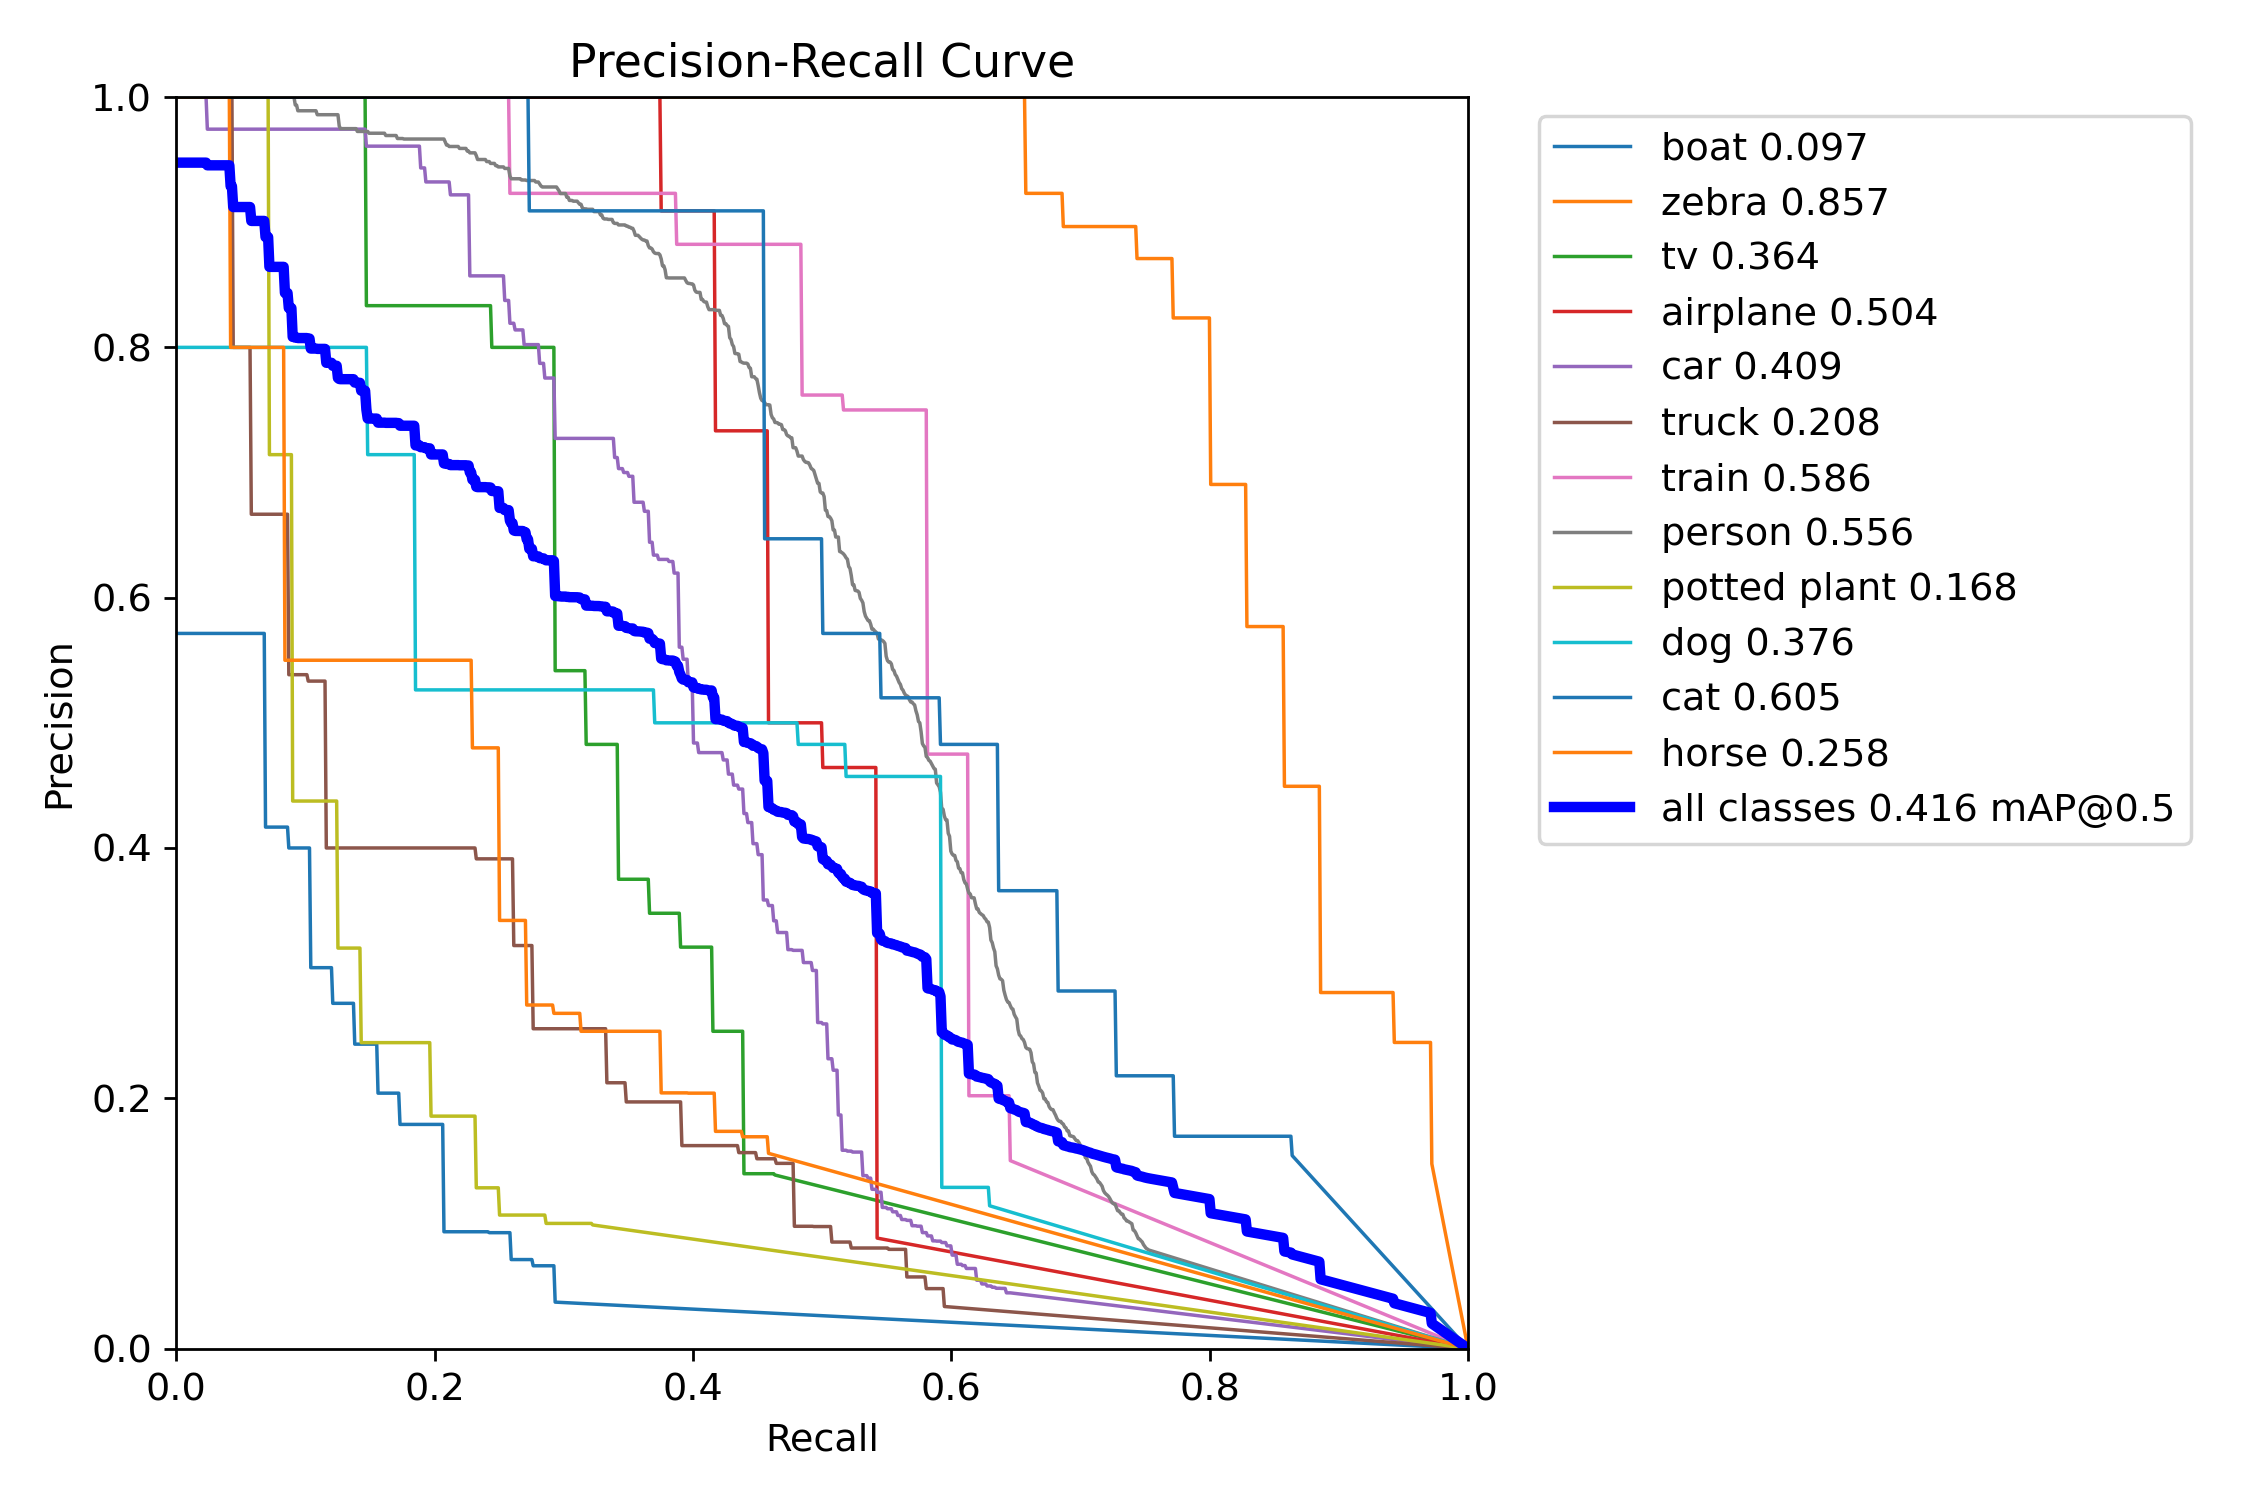 Precision-Recall Curve
1.0
0.8
0.6
0.4
0.2
0.0
Precision
0.0 0.2 0.4 0.6 0.8 1.0
Recall
boat 0.097
zebra 0.857
tv 0.364
airplane 0.504
car 0.409
truck 0.208
train 0.586
person 0.556
potted plant 0.168
dog 0.376
cat 0.605
horse 0.258
all classes 0.416 mAP@0.5